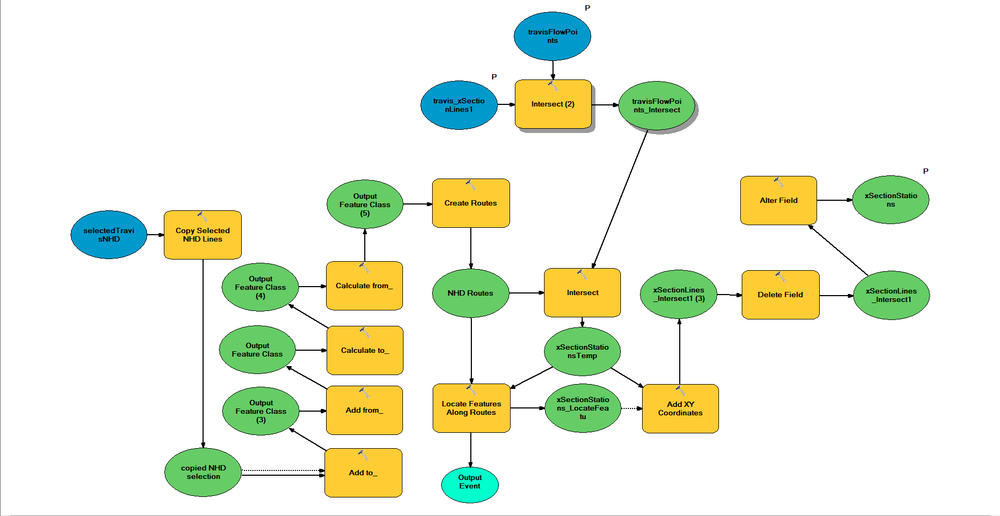 P
travisFlowPoi
nts
P
travis_xSectio
nLines1
Intersect (2)
travisFlowPoi
nts_Intersect
P
Output
Feature Class
(5)
Create Routes
Alter Field
xSectionStatio
ns
selectedTravi
sNHD
Copy Selected
NHD Lines
Output
Feature Class
(4)
Calculate from_
NHD Routes
Intersect
xSectionLines
_Intersect1 (3)
Delete Field
xSectionLines
_Intersect1
Output
Feature Class
Calculate to_
xSectionStatio
nsTemp
Output
Feature Class
(3)
Add from_
Locate Features
Along Routes
xSectionStatio
ns_LocateFea
tu
Add XY
Coordinates
copied NHD
selection
Add to_
Output
Event